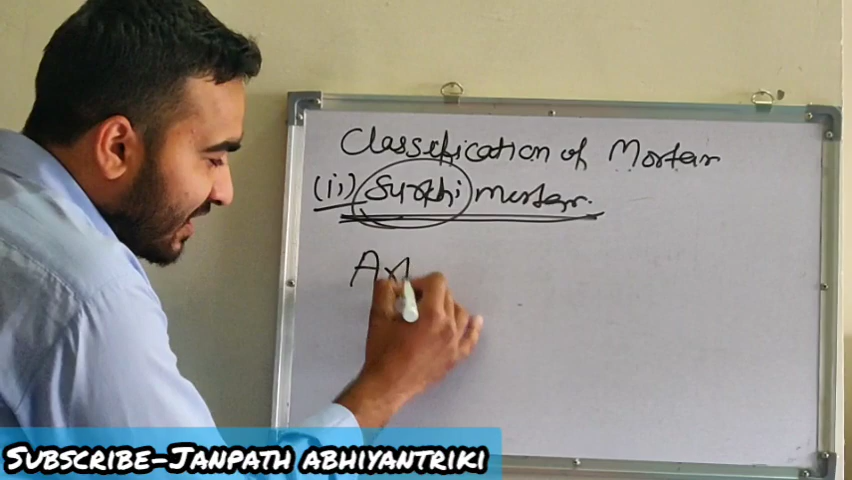 Classification of Mortar
(ii) Surkhi mortar.
SUBSCRIBE-JANPATH ABHIYANTRIKI